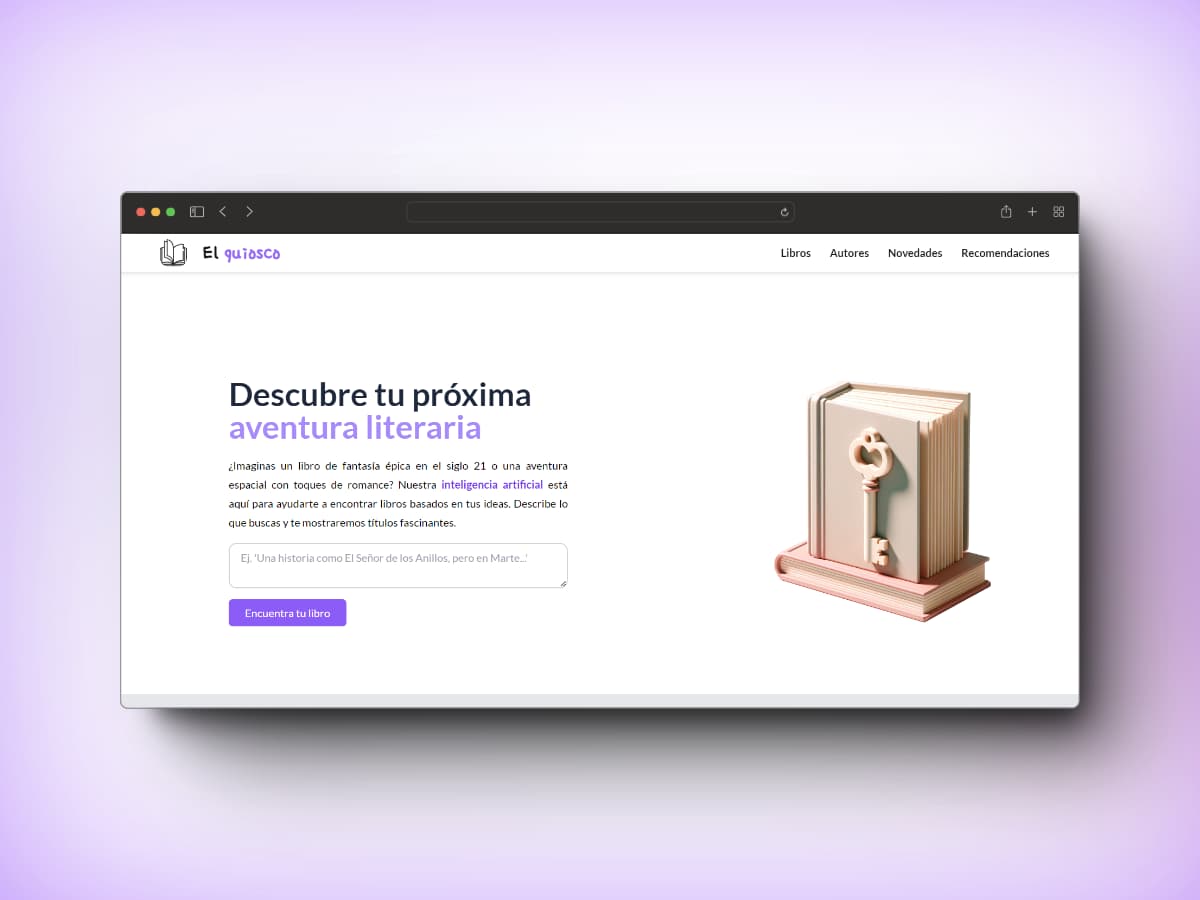 El quiosco
Libros Autores Novedades Recomendaciones
Descubre tu próxima
aventura literaria
¿Imaginas un libro de fantasía épica en el siglo 21 o una aventura
espacial con toques de romance? Nuestra inteligencia artificial está
aquí para ayudarte a encontrar libros basados en tus ideas. Describe lo
que buscas y te mostraremos títulos fascinantes.
Ej. 'Una historia como El Señor de los Anillos, pero en Marte...'
Encuentra tu libro